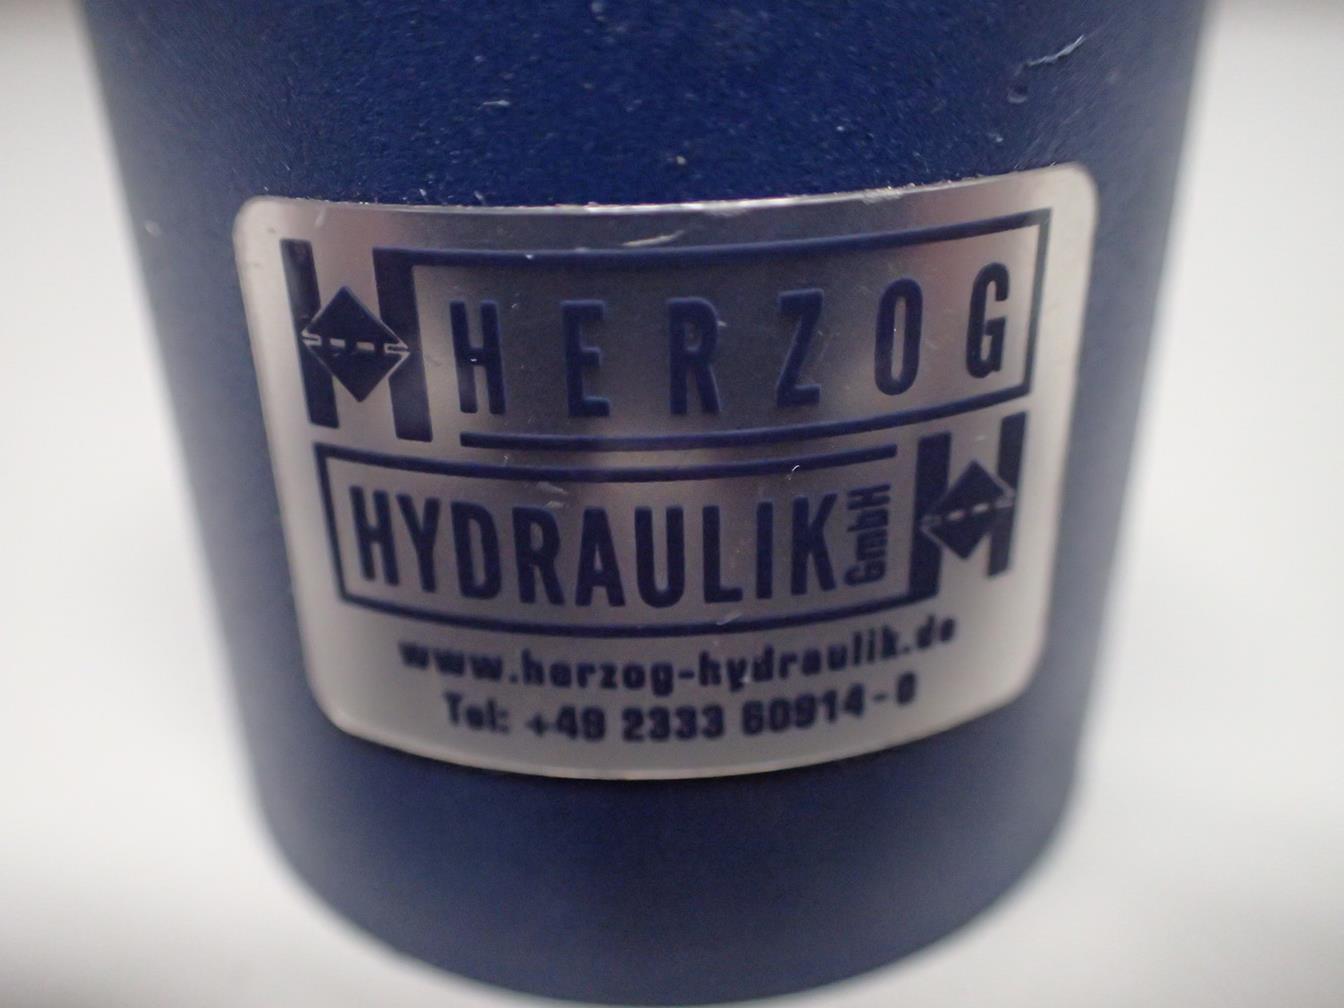 HERZOG
HYDRAULIK GmbH
www.herzog-hydraulik.de
Tel: +49 2333 60914-0